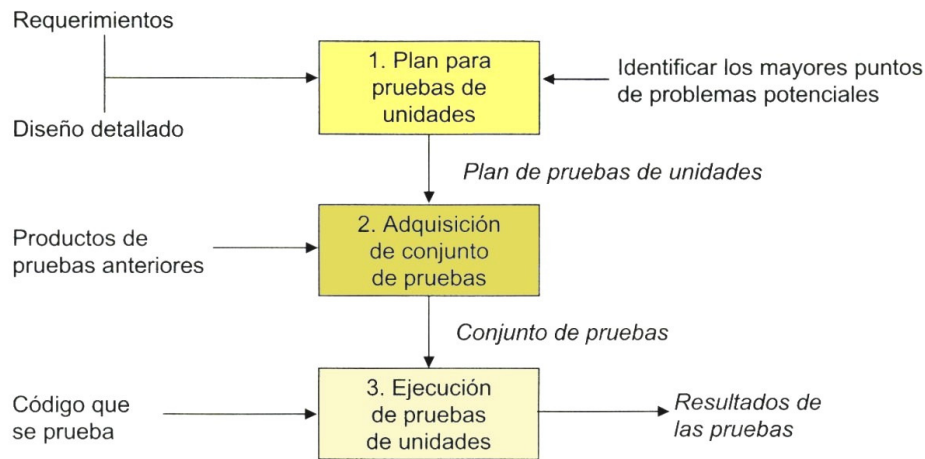 Requerimientos
1. Plan para
pruebas de
unidades
Identificar los mayores puntos
de problemas potenciales
Diseño detallado
Plan de pruebas de unidades
Productos de
pruebas anteriores
2. Adquisición
de conjunto
de pruebas
Conjunto de pruebas
Código que
se prueba
3. Ejecución
de pruebas
de unidades
Resultados de
las pruebas